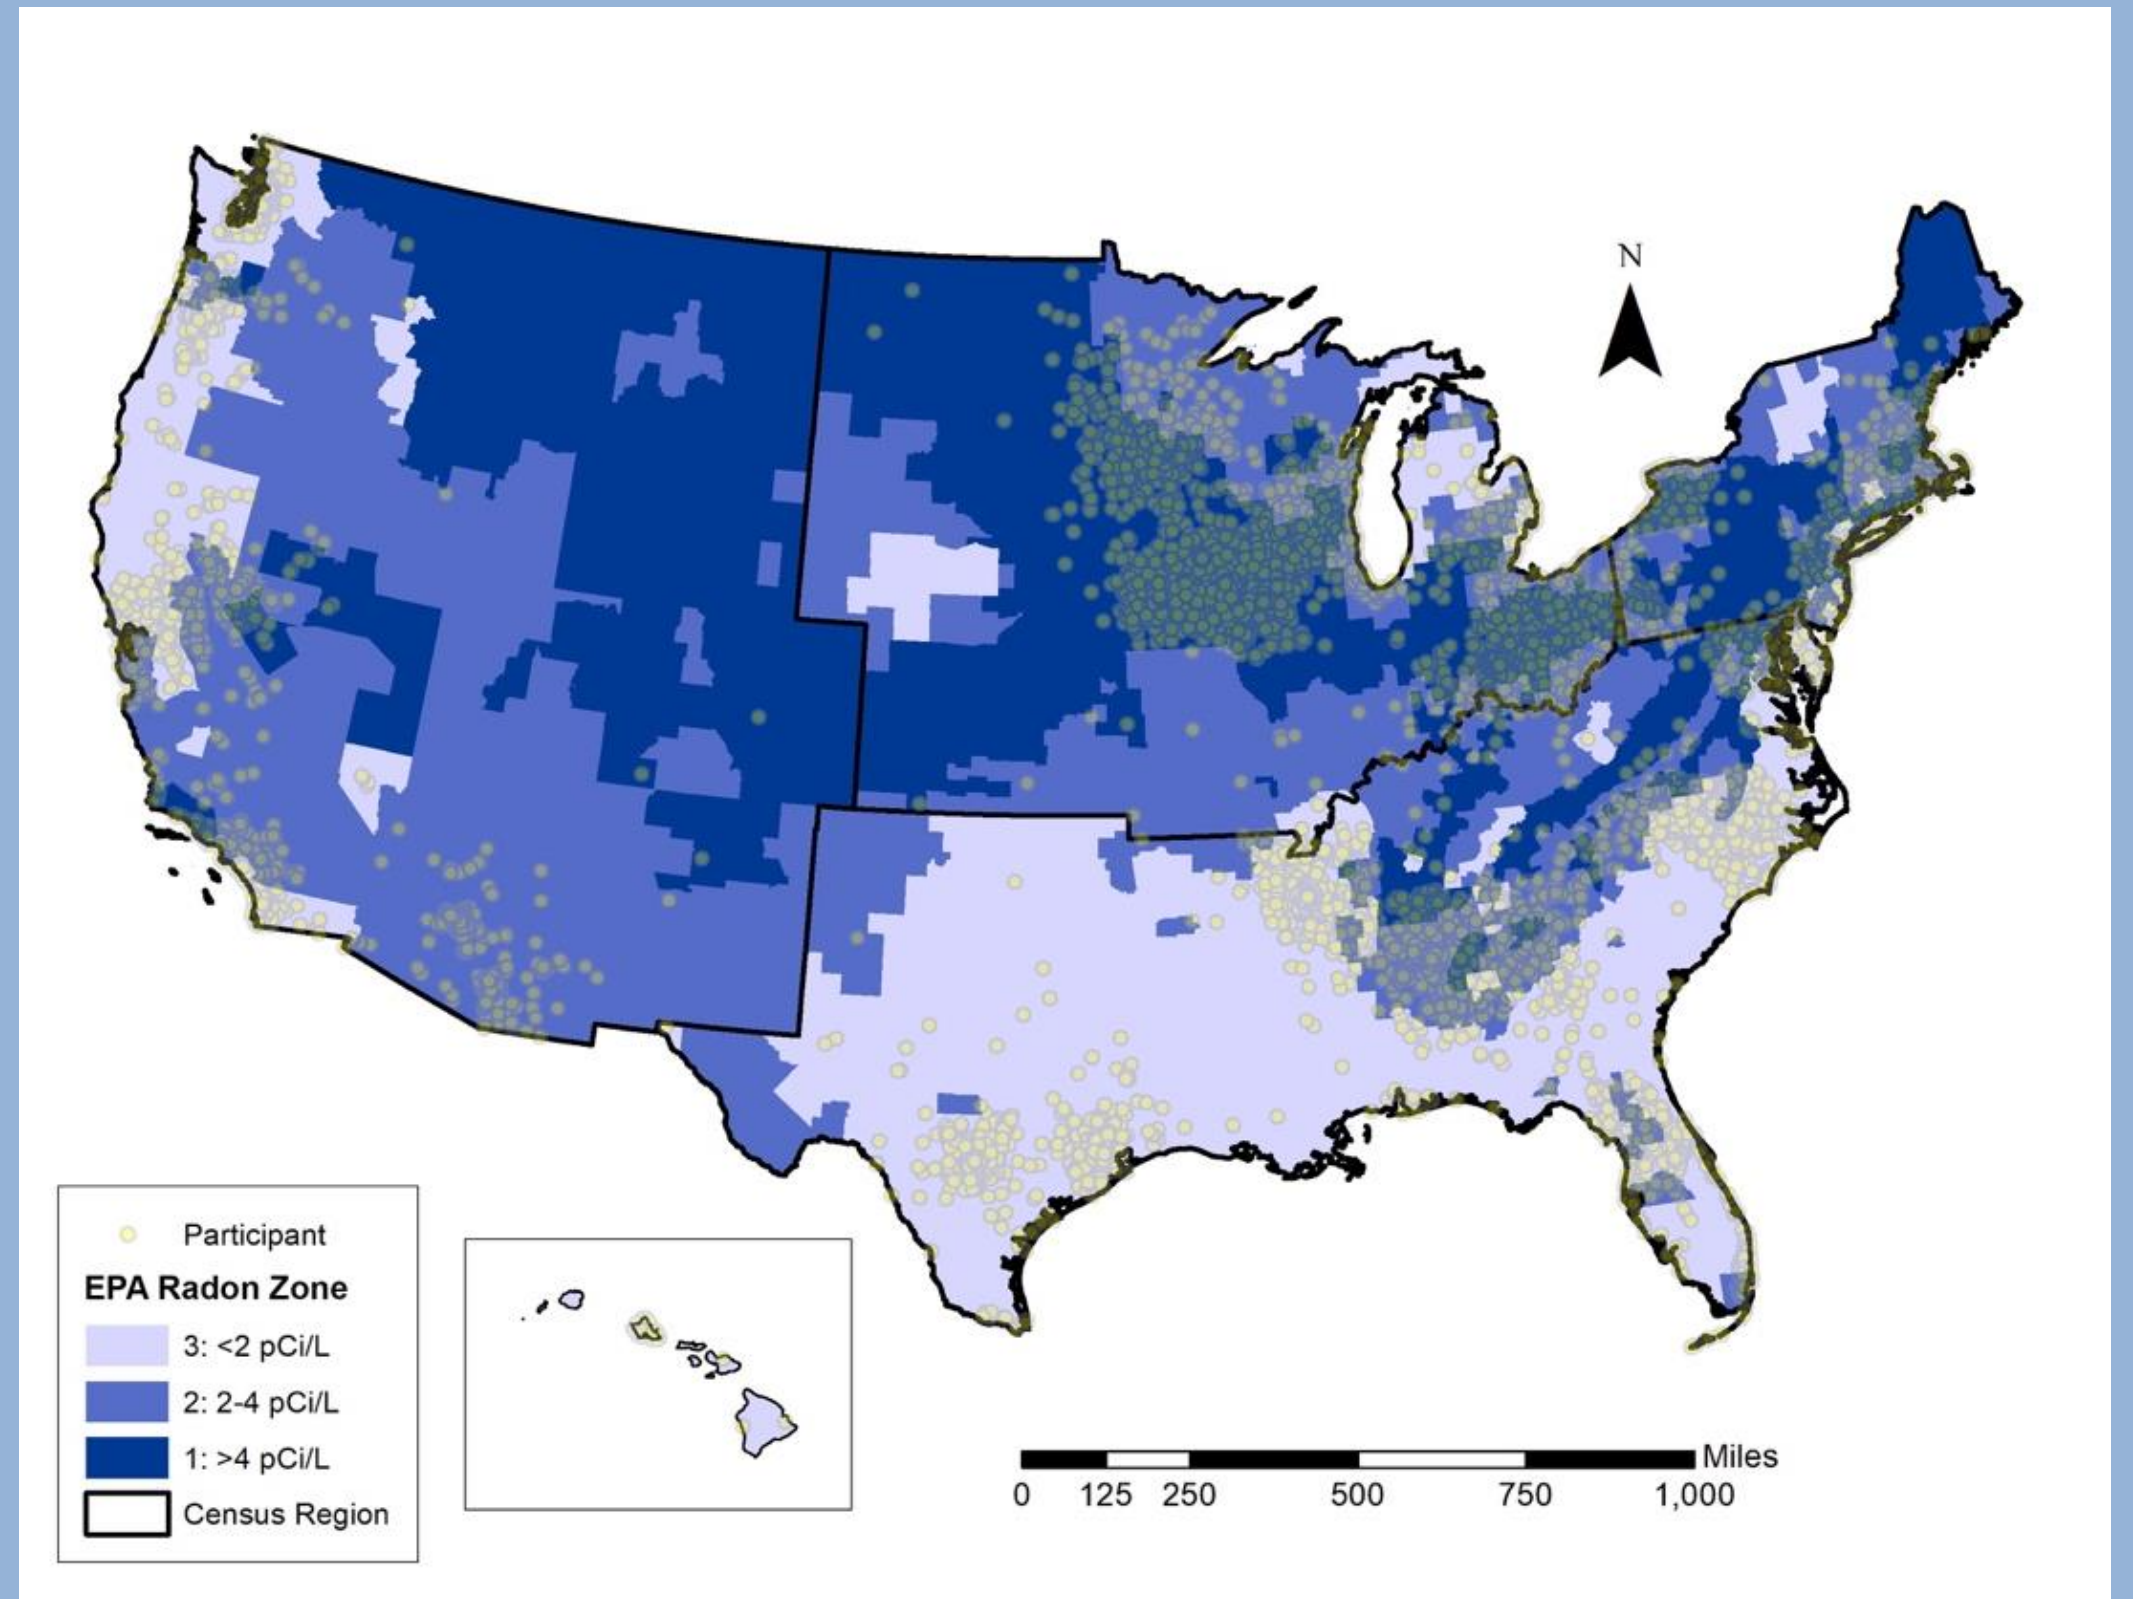 N
Participant
EPA Radon Zone
3: <2 pCi/L
2: 2-4 pCi/L
1: >4 pCi/L
Census Region
Miles
0 125 250 500 750 1,000